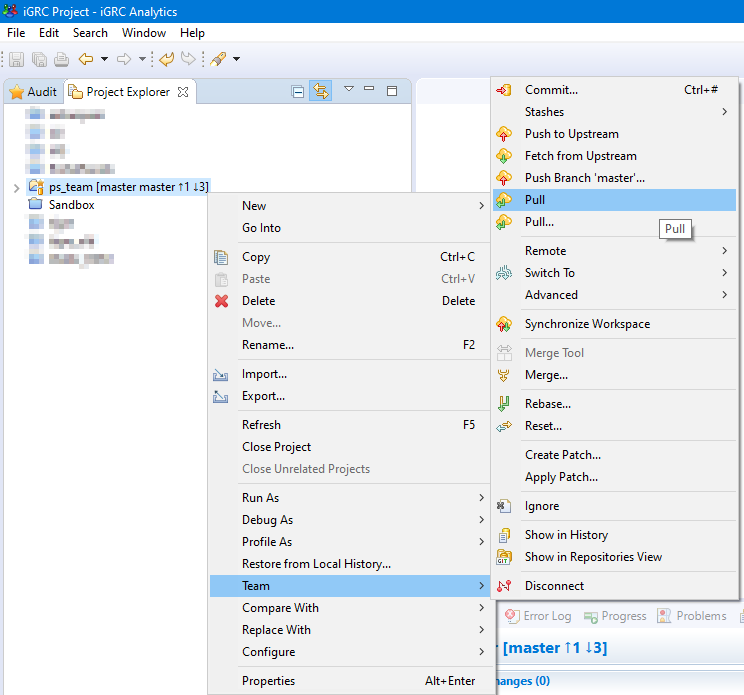 iGRC Project - iGRC Analytics
File Edit Search Window Help
Audit Project Explorer
ps_team [master master ↑1 ↓3]
Sandbox
New
Go Into
Copy Ctrl+C
Paste Ctrl+V
Delete Delete
Move...
Rename... F2
Import...
Export...
Refresh F5
Close Project
Close Unrelated Projects
Run As
Debug As
Profile As
Restore from Local History...
Team
Compare With
Replace With
Configure
Properties Alt+Enter
Commit... Ctrl+#
Stashes
Push to Upstream
Fetch from Upstream
Push Branch 'master'...
Pull
Pull...
Pull
Remote
Switch To
Advanced
Synchronize Workspace
Merge Tool
Merge...
Rebase...
Reset...
Create Patch...
Apply Patch...
Ignore
Show in History
Show in Repositories View
Disconnect
Error Log Progress Problems
[master ↑1 ↓3]
(0)